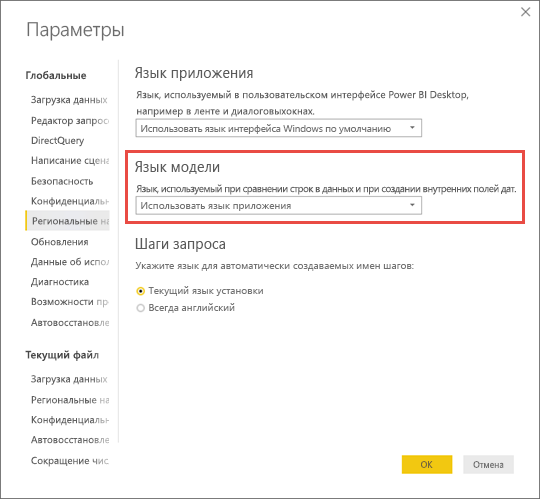 Параметры
Глобальные
Загрузка данных
Редактор запрос
DirectQuery
Написание сцена
Безопасность
Конфиденциальн
Региональные на
Обновления
Данные об испол
Диагностика
Возможности пр
Автовосстановле
Текущий файл
Загрузка данных
Региональные на
Конфиденциальн
Автовосстановле
Сокращение чис
Язык приложения
Язык, используемый в пользовательском интерфейсе Power BI Desktop,
например в ленте и диалоговыхокнах.
Использовать язык интерфейса Windows по умолчанию
Язык модели
Язык, используемый при сравнении строк в данных и при создании внутренних полей дат.
Использовать язык приложения
Шаги запроса
Укажите язык для автоматически создаваемых имен шагов:
Текущий язык установки
Всегда английский
ОК
Отмена